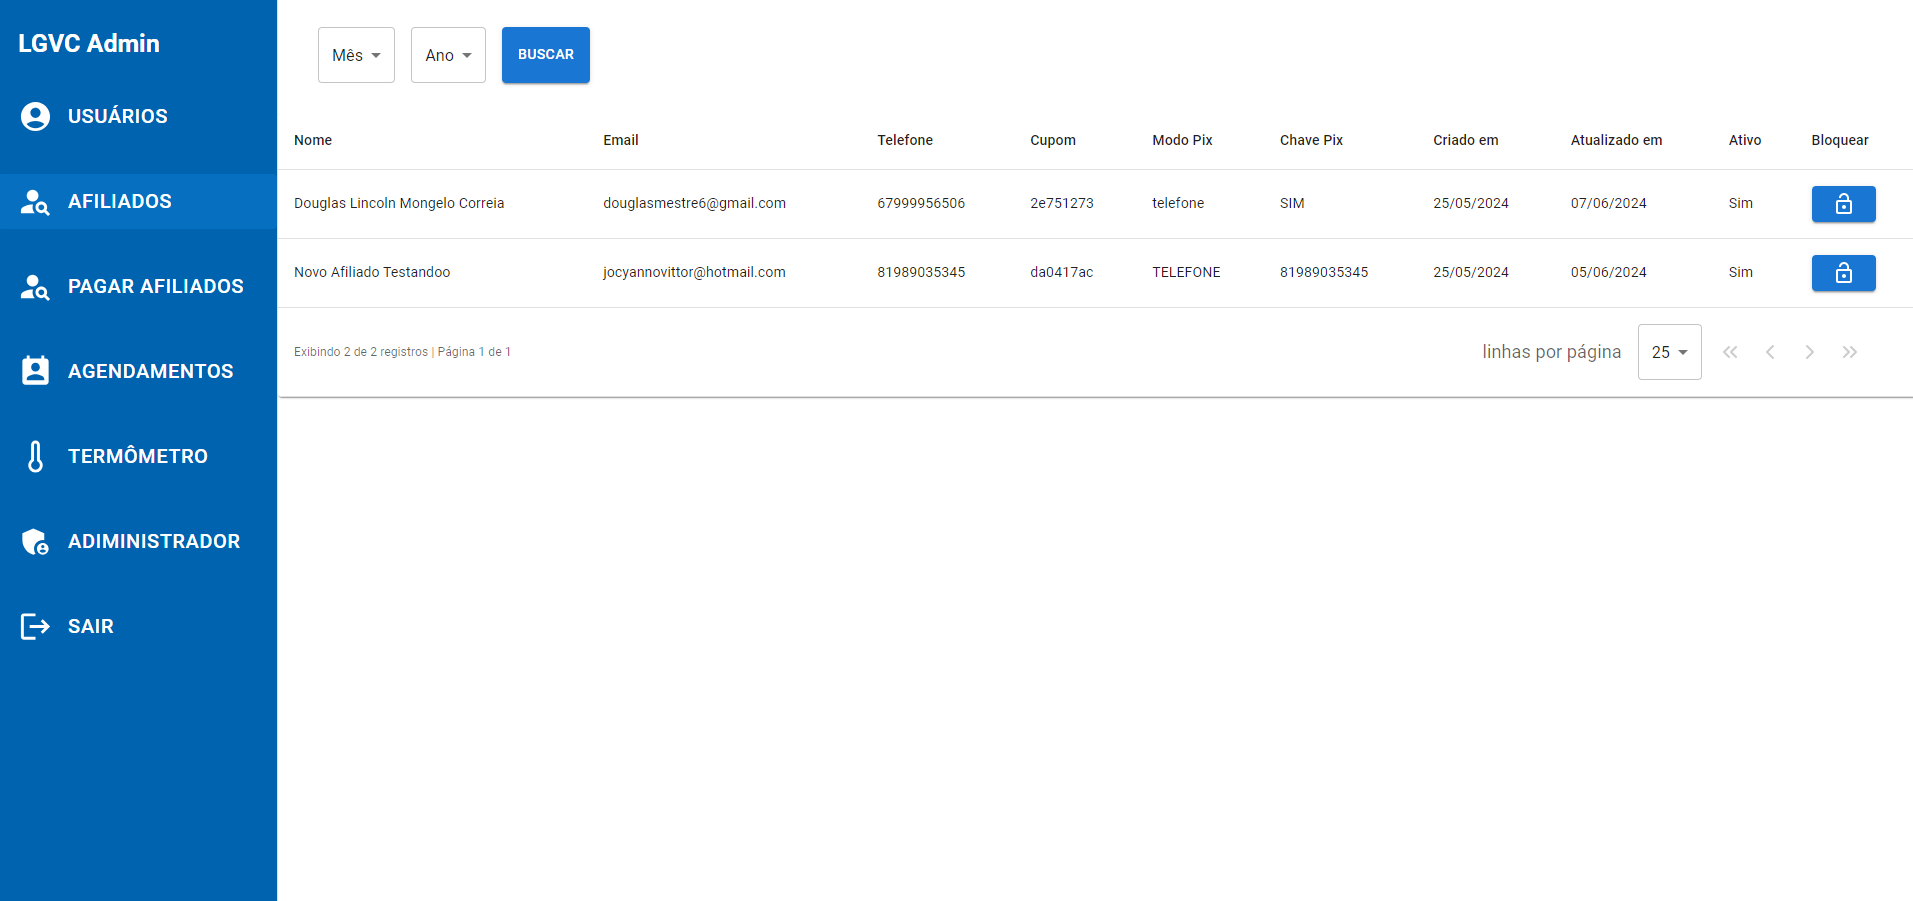 LGVC Admin
USUÁRIOS
AFILIADOS
PAGAR AFILIADOS
AGENDAMENTOS
TERMÔMETRO
ADIMINISTRADOR
SAIR
Mês Ano BUSCAR
Nome Email Telefone Cupom Modo Pix Chave Pix Criado em Atualizado em Ativo Bloquear
Douglas Lincoln Mongelo Correia douglasmestre6@gmail.com 67999956506 2e751273 telefone SIM 25/05/2024 07/06/2024 Sim
Novo Afiliado Testandoo jocyannovittor@hotmail.com 81989035345 da0417ac TELEFONE 81989035345 25/05/2024 05/06/2024 Sim
Exibindo 2 de 2 registros | Página 1 de 1 linhas por página 25